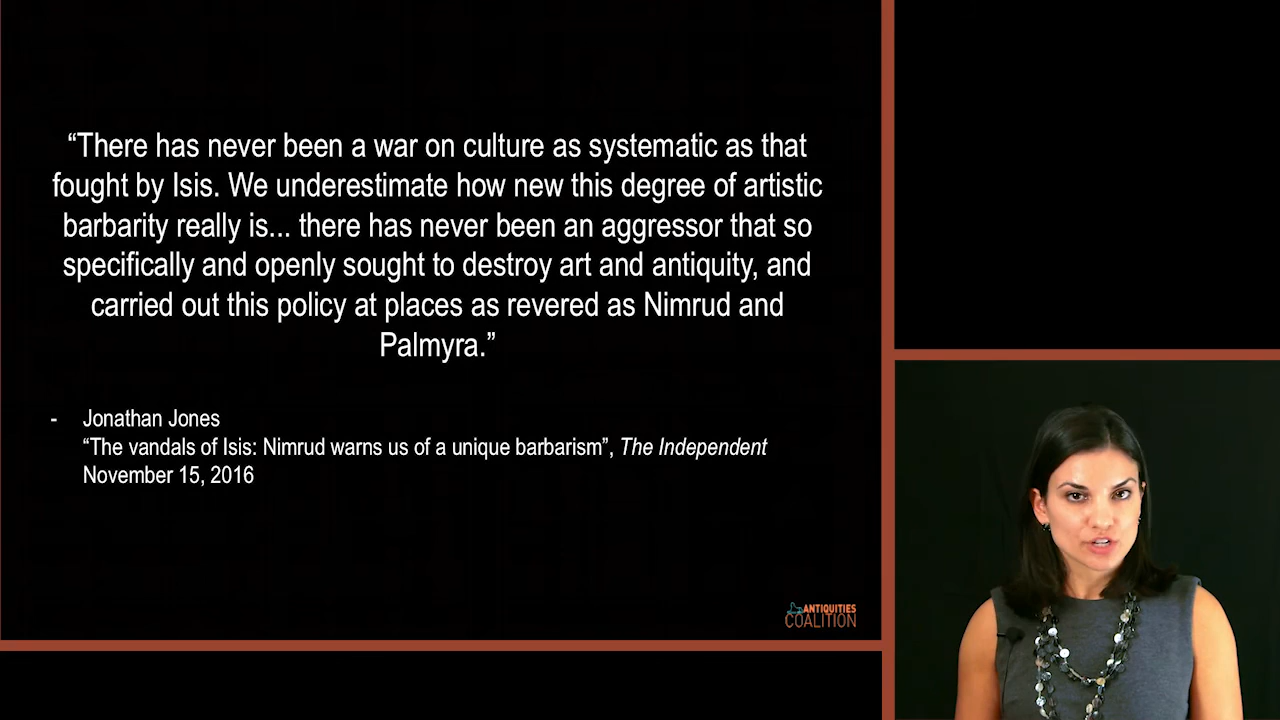 “There has never been a war on culture as systematic as that
fought by Isis. We underestimate how new this degree of artistic
barbarity really is... there has never been an aggressor that so
specifically and openly sought to destroy art and antiquity, and
carried out this policy at places as revered as Nimrud and
Palmyra.”
- Jonathan Jones
“The vandals of Isis: Nimrud warns us of a unique barbarism”, The Independent
November 15, 2016
ANTIQUITIES
COALITION